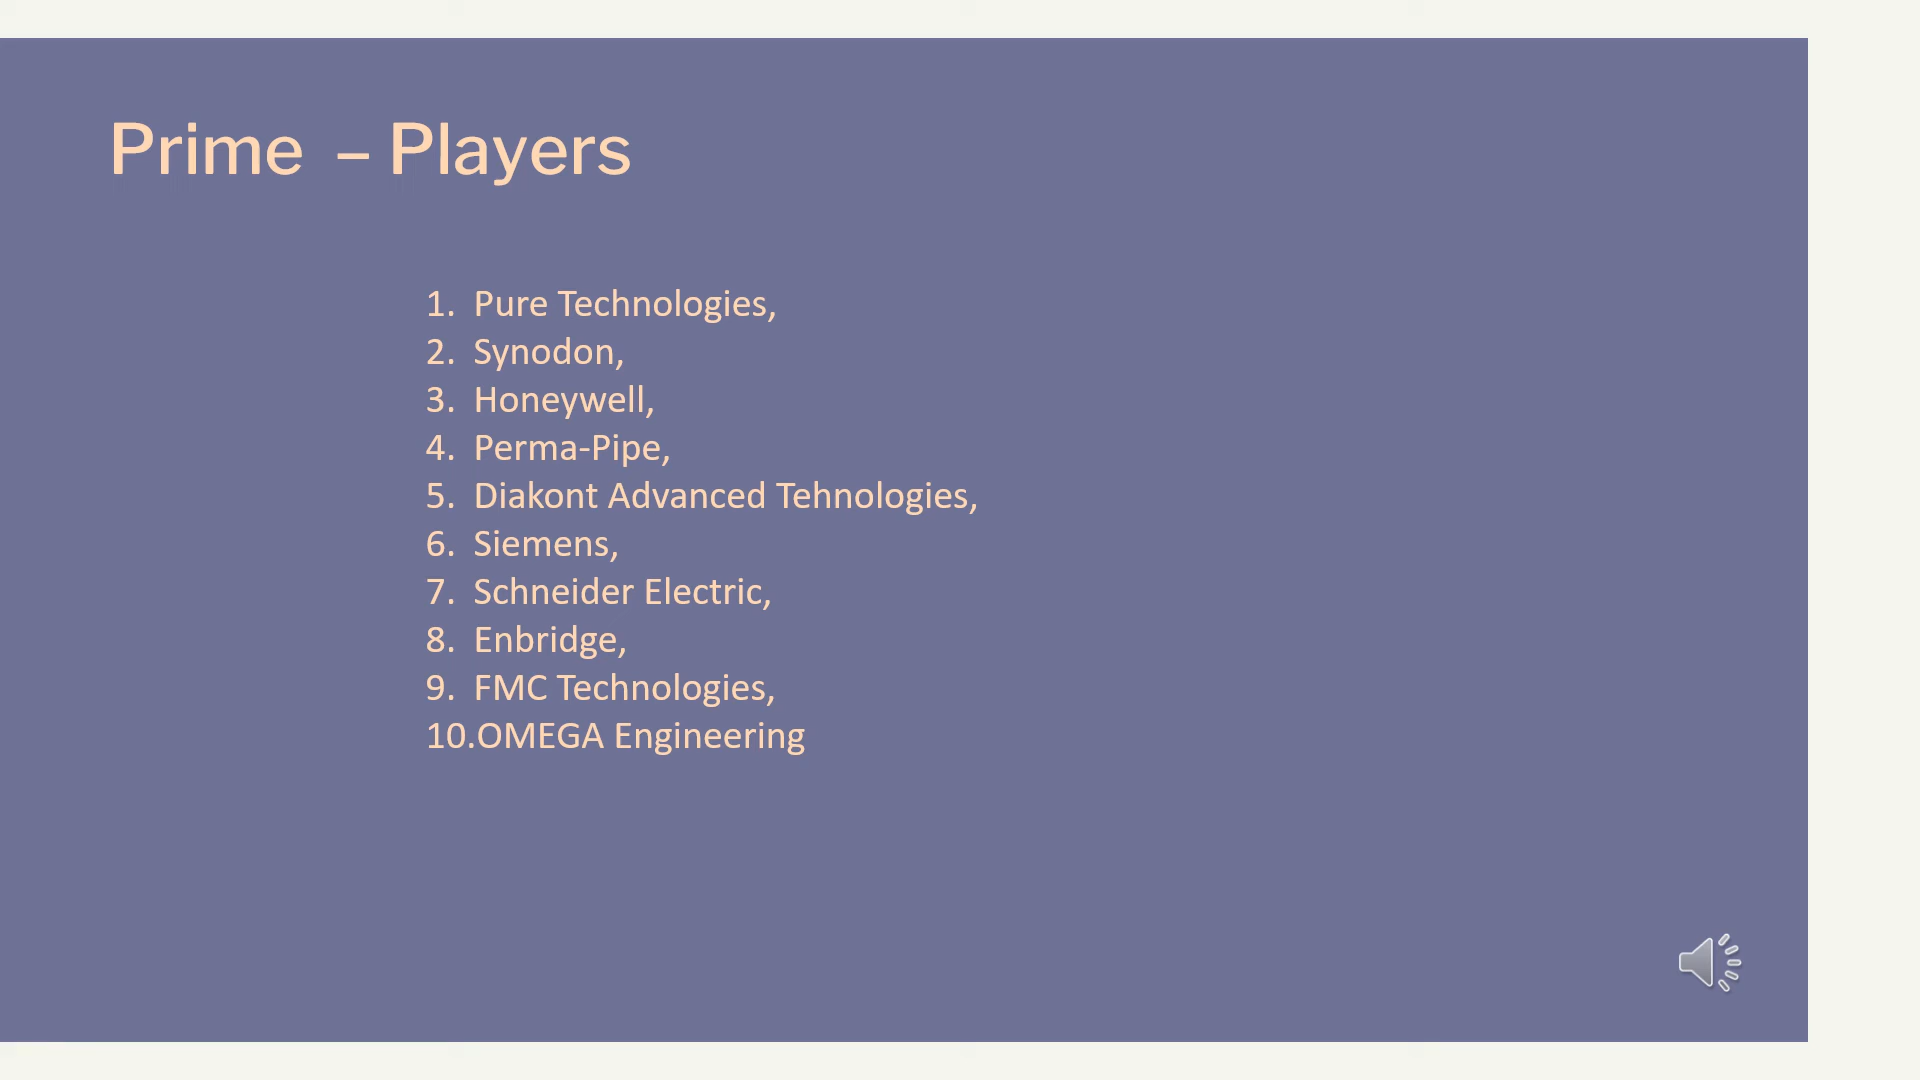 Prime – Players
1. Pure Technologies,
2. Synodon,
3. Honeywell,
4. Perma-Pipe,
5. Diakont Advanced Tehnologies,
6. Siemens,
7. Schneider Electric,
8. Enbridge,
9. FMC Technologies,
10.OMEGA Engineering